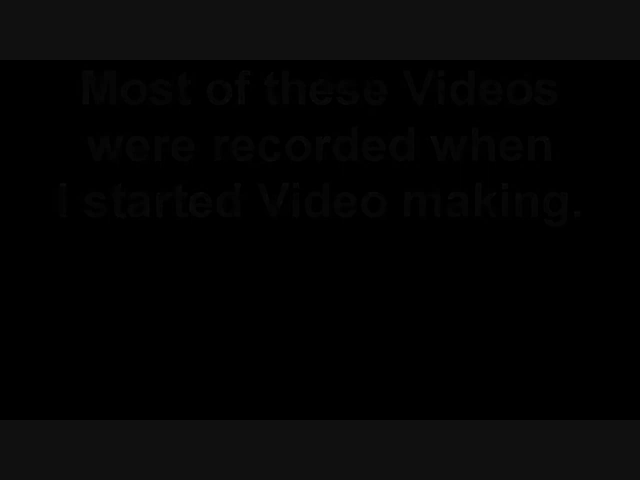 Most of these Videos
were recorded when
i started Video making.